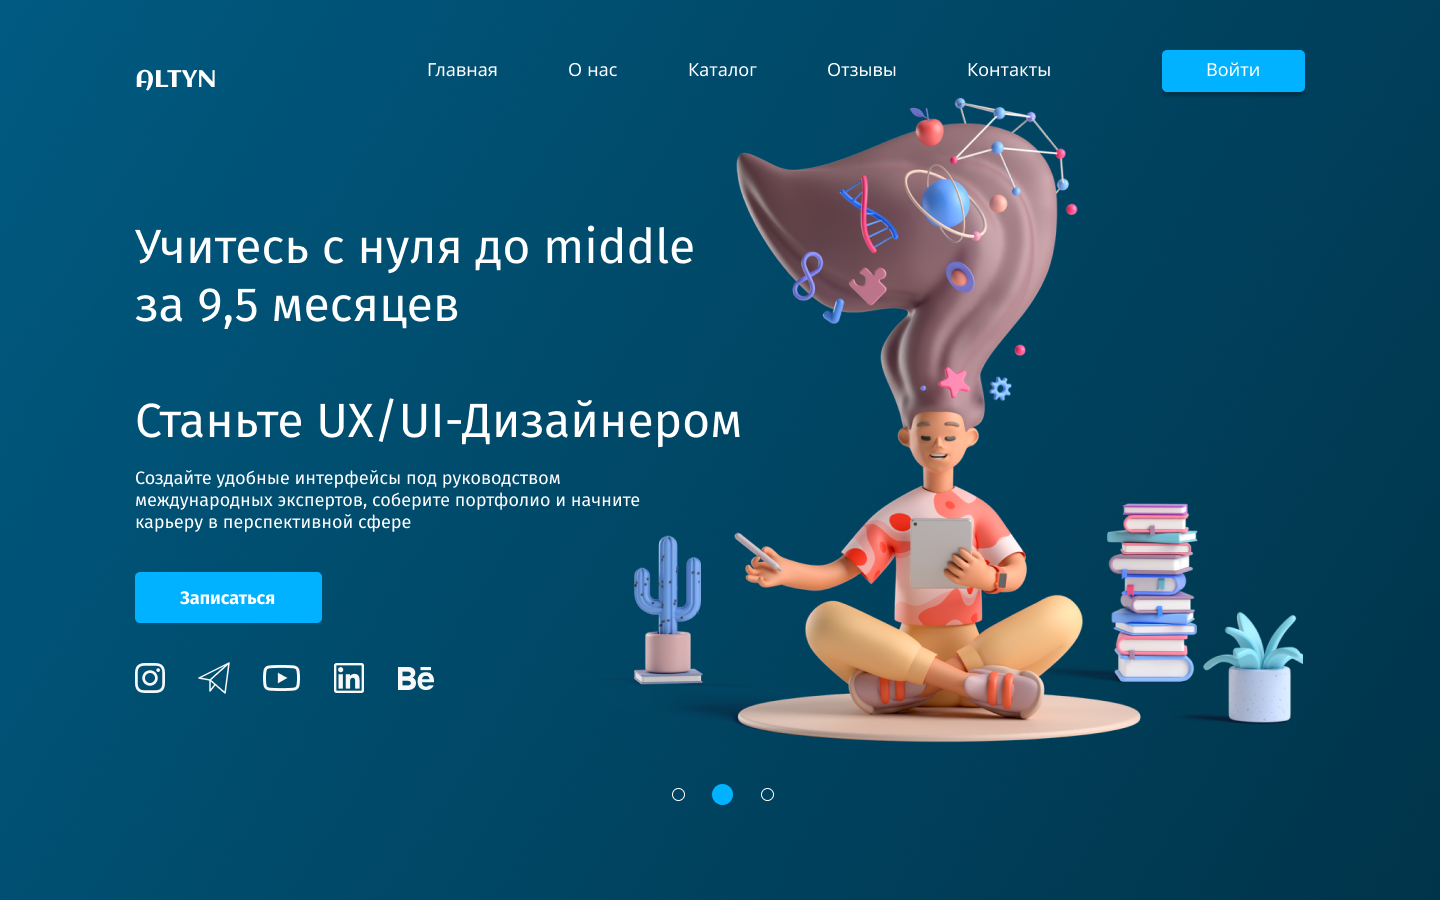 ALTYN
Главная
О нас
Каталог
Отзывы
Контакты
Войти
Учитесь с нуля до middle
за 9,5 месяцев
Станьте UX/UI-Дизайнером
Создайте удобные интерфейсы под руководством
международных экспертов, соберите портфолио и начните
карьеру в перспективной сфере
Записаться
in
Bē